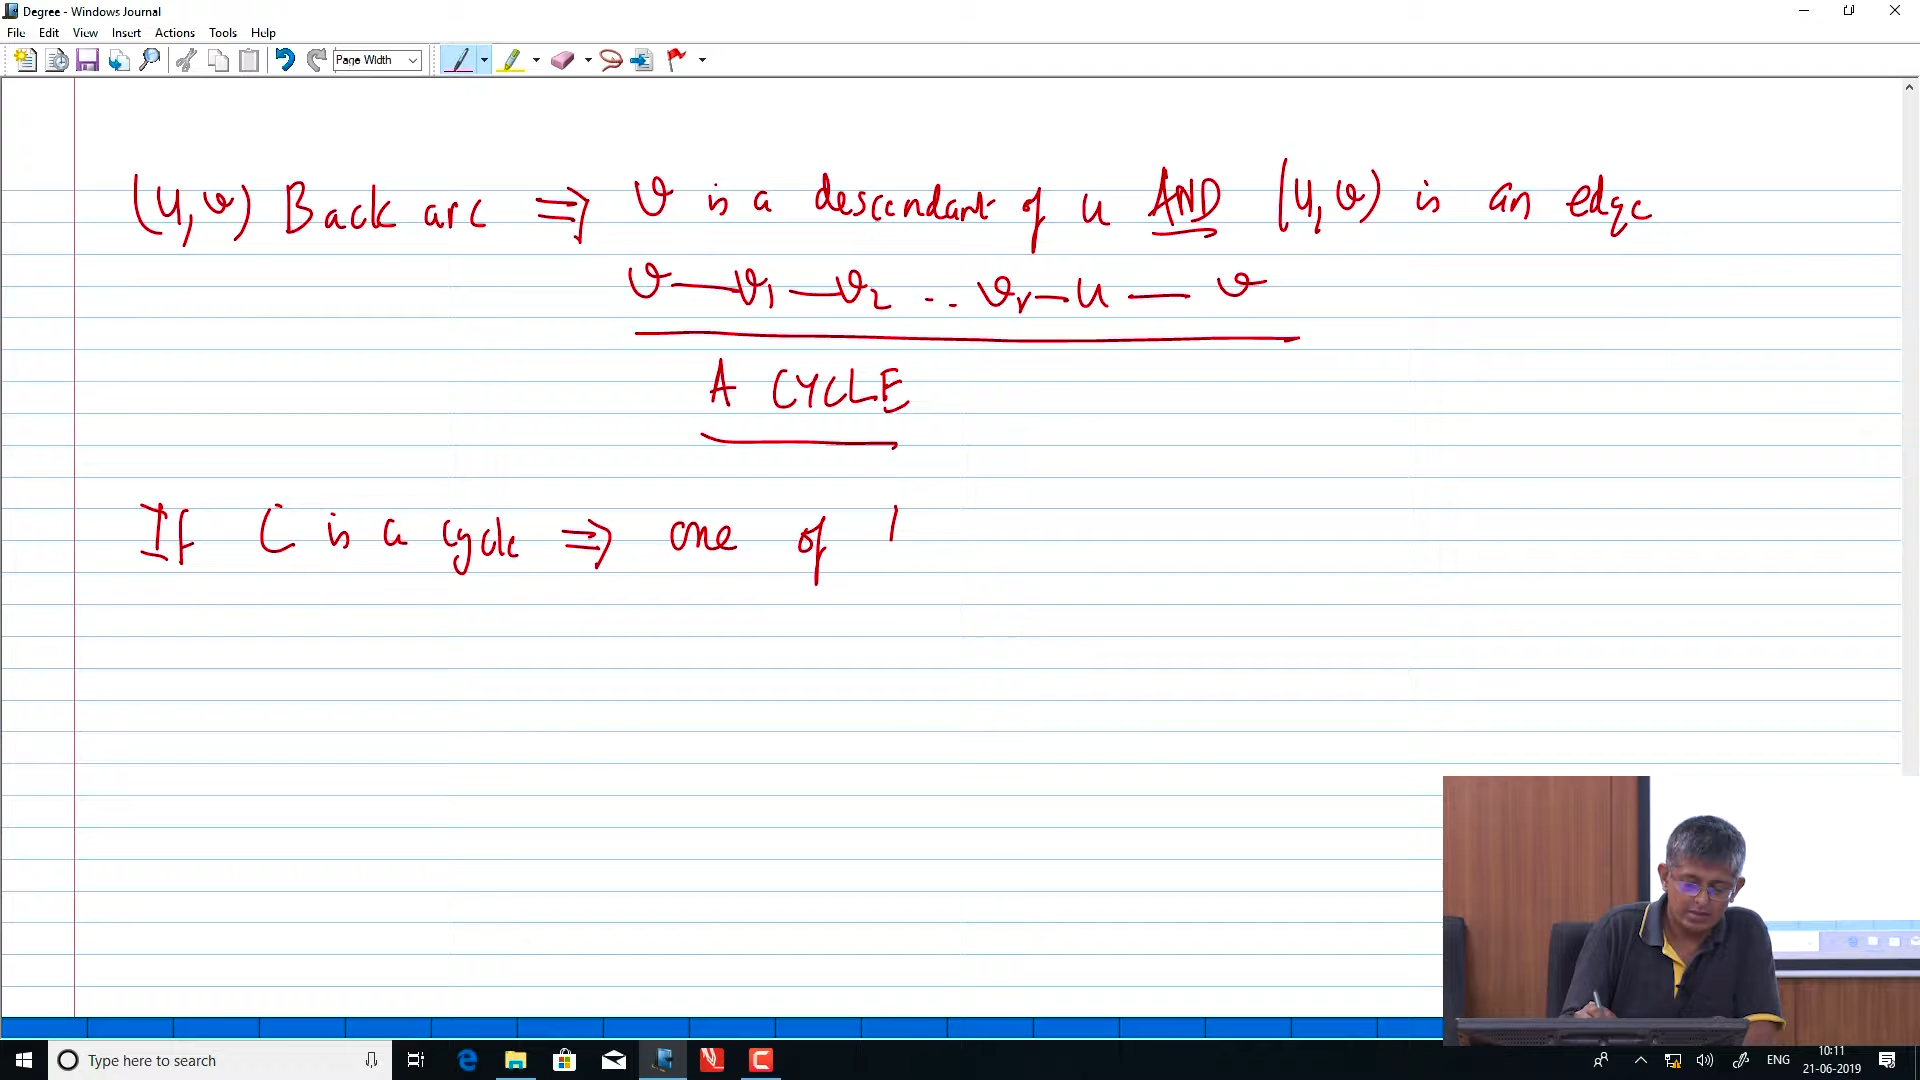 Degree - Windows Journal
File Edit View Insert Actions Tools Help
Page Width
(u,v) Back arc ⇒ v is a descendant of u AND (u,v) is an edge
v — v1 — v2 .. vr — u — v
A CYCLE
If C is a cycle ⇒ one of
Type here to search
ENG
10:11
21-06-2019